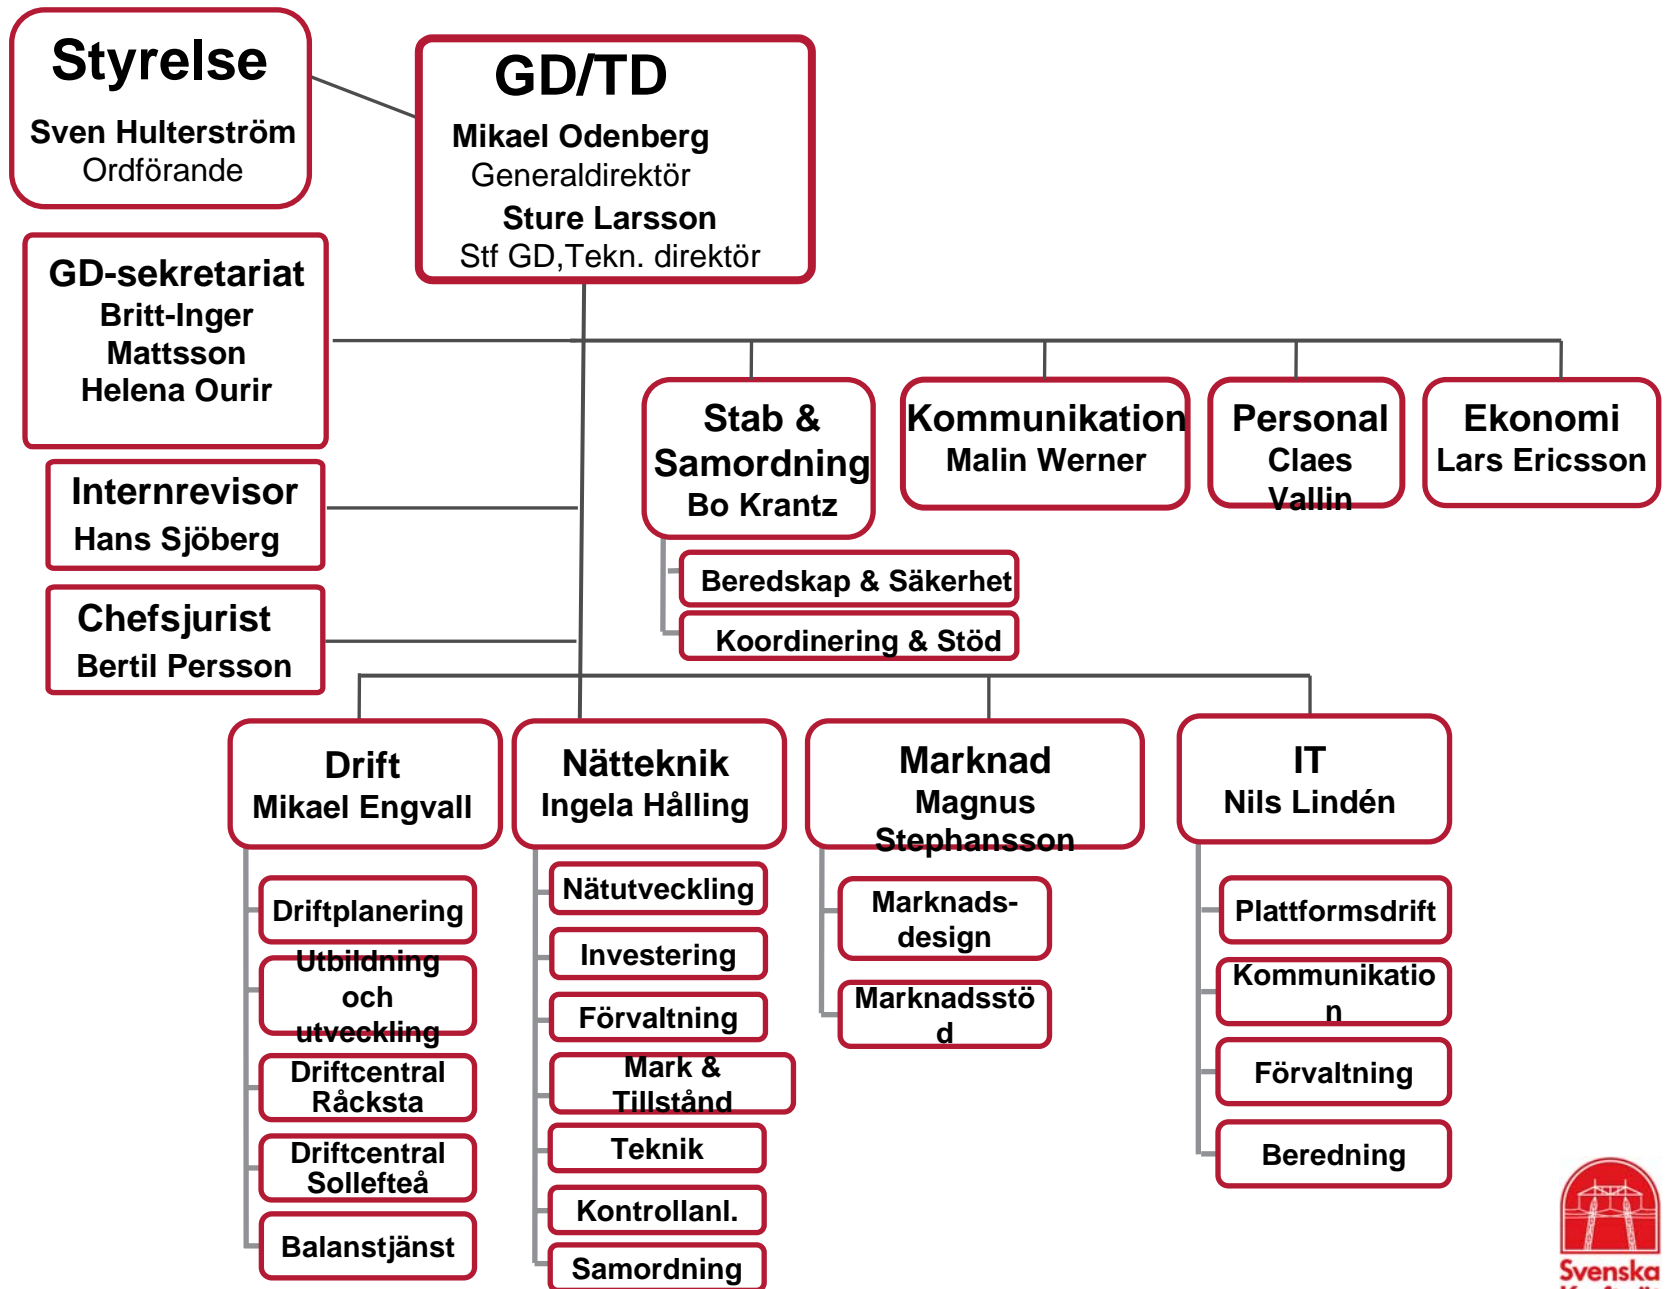 Styrelse
Sven Hulterström
Ordförande
GD/TD
Mikael Odenberg
Generaldirektör
Sture Larsson
Stf GD,Tekn. direktör
GD-sekretariat
Britt-Inger
Mattsson
Helena Ourir
Internrevisor
Hans Sjöberg
Chefsjurist
Bertil Persson
Stab &
Samordning
Bo Krantz
Beredskap & Säkerhet
Koordinering & Stöd
Kommunikation
Malin Werner
Personal
Claes
Vallin
Ekonomi
Lars Ericsson
Drift
Mikael Engvall
Driftplanering
Utbildning
och
utveckling
Driftcentral
Råcksta
Driftcentral
Sollefteå
Balanstjänst
Nätteknik
Ingela Hålling
Nätutveckling
Investering
Förvaltning
Mark &
Tillstånd
Teknik
Kontrollanl.
Samordning
Marknad
Magnus
Stephansson
Marknads-
design
Marknadsstö
d
IT
Nils Lindén
Plattformsdrift
Kommunikatio
n
Förvaltning
Beredning
Svenska